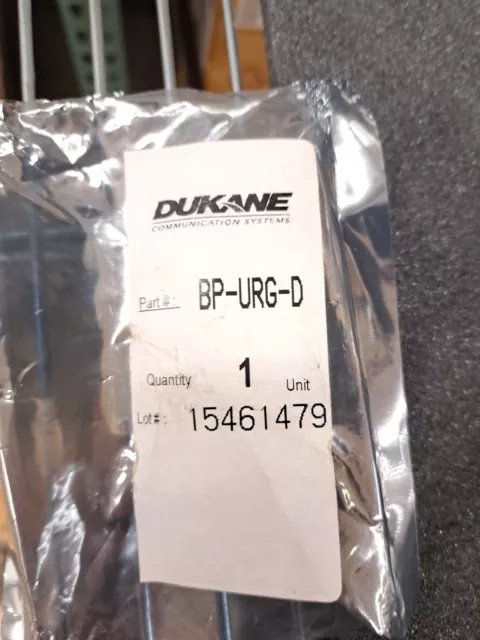 DUKANE
COMMUNICATION SYSTEMS
Part #: BP-URG-D
Quantity 1 Unit
Lot #: 15461479